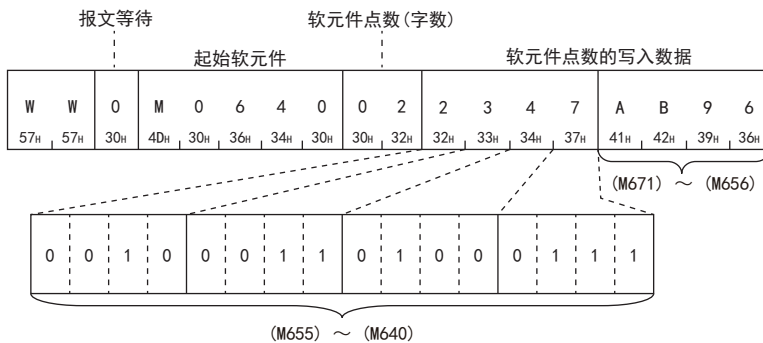 报文等待 软元件点数(字数)
起始软元件 软元件点数的写入数据
W W 0 M 0 6 4 0 0 2 2 3 4 7 A B 9 6
57H 57H 30H 4DH 30H 36H 34H 30H 30H 32H 32H 33H 34H 37H 41H 42H 39H 36H
(M671) ～ (M656)
0 0 1 0 0 0 1 1 0 1 0 0 0 1 1 1
(M655) ～ (M640)